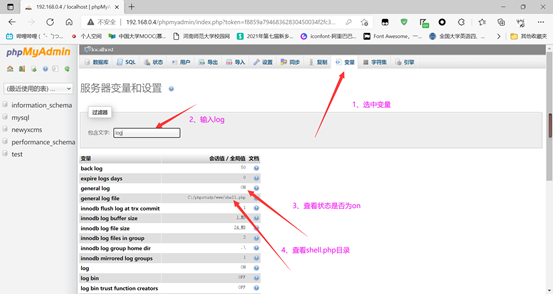 192.168.0.4 / localhost | phpMyAd
不安全 | 192.168.0.4/phpmyadmin/index.php?token=
哔哩哔哩 ( ゜- ゜)つ 个人空间 中国大学MOOC(慕 河南师范大学校园网 2021年第七届新乡 iconfont-阿里巴巴 Font Awesome, 一 全国大学英语四、 其他收藏夹
phpMyAdmin
localhost
数据库 SQL 状态 用户 导出 导入 设置 同步 复制 变量 字符集 引擎
(最近使用的表) ...
information_schema
mysql
newyxcms
performance_schema
test
服务器变量和设置
1、选中变量
过滤器
2、输入log
包含文字: log
变量 会话值 / 全局值 文档
back log 50
expire logs days 0
general log ON
general log file C:/phpstudy/www/shell.php
innodb flush log at trx commit 1
innodb log buffer size
innodb log file size
innodb log files in group 2
innodb log group home dir .\
innodb mirrored log groups 1
log ON
log bin OFF
log bin trust function creators OFF
3、查看状态是否为on
4、查看shell.php目录